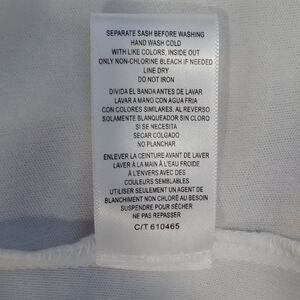 SEPARATE SASH BEFORE WASHING
HAND WASH COLD
WITH LIKE COLORS, INSIDE OUT
ONLY NON-CHLORINE BLEACH IF NEEDED
LINE DRY
DO NOT IRON
DIVIDA EL BANDA ANTES DE LAVAR
LAVAR A MANO CON AGUA FRIA
CON COLORES SIMILARES, AL REVERSO
SOLAMENTE BLANQUEADOR SIN CLORO
SI SE NECESITA
SECAR COLGADO
NO PLANCHAR
ENLEVER LA CEINTURE AVANT DE LAVER
LAVER À LA MAIN À L'EAU FROIDE
À L'ENVERS AVEC DES
COULEURS SEMBLABLES
UTILISER SEULEMENT UN AGENT DE
BLANCHIMENT NON CHLORÉ AU BESOIN
SUSPENDRE POUR SÉCHER
NE PAS REPASSER
C/T 610465